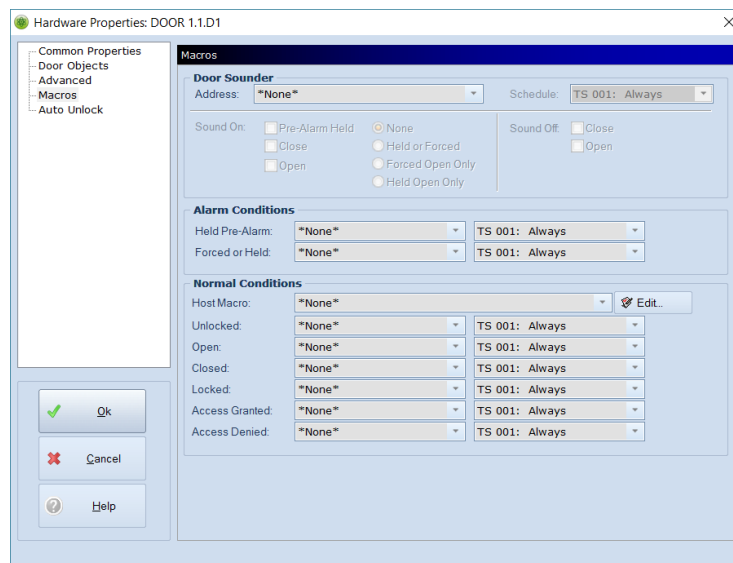 Hardware Properties: DOOR 1.1.D1
Common Properties
Door Objects
Advanced
Macros
Auto Unlock
Ok
Cancel
Help
Macros
Door Sounder
Address: *None* Schedule: TS 001: Always
Sound On: Pre-Alarm Held None Sound Off: Close
Close Held or Forced Open
Open Forced Open Only
Held Open Only
Alarm Conditions
Held Pre-Alarm: *None* TS 001: Always
Forced or Held: *None* TS 001: Always
Normal Conditions
Host Macro: *None* Edit...
Unlocked: *None* TS 001: Always
Open: *None* TS 001: Always
Closed: *None* TS 001: Always
Locked: *None* TS 001: Always
Access Granted: *None* TS 001: Always
Access Denied: *None* TS 001: Always